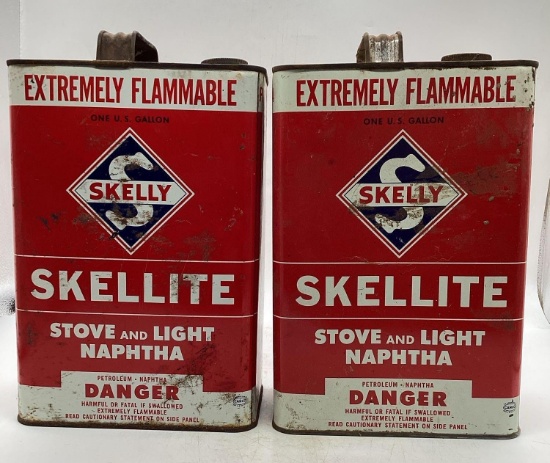 EXTREMELY FLAMMABLE
ONE U.S. GALLON
SKELLY
SKELLITE
STOVE AND LIGHT
NAPHTHA
PETROLEUM - NAPHTHA
DANGER
HARMFUL OR FATAL IF SWALLOWED
EXTREMELY FLAMMABLE
READ CAUTIONARY STATEMENT ON SIDE PANEL
EXTREMELY FLAMMABLE
ONE U.S. GALLON
SKELLY
SKELLITE
STOVE AND LIGHT
NAPHTHA
PETROLEUM - NAPHTHA
DANGER
HARMFUL OR FATAL IF SWALLOWED
EXTREMELY FLAMMABLE
READ CAUTIONARY STATEMENT ON SIDE PANEL